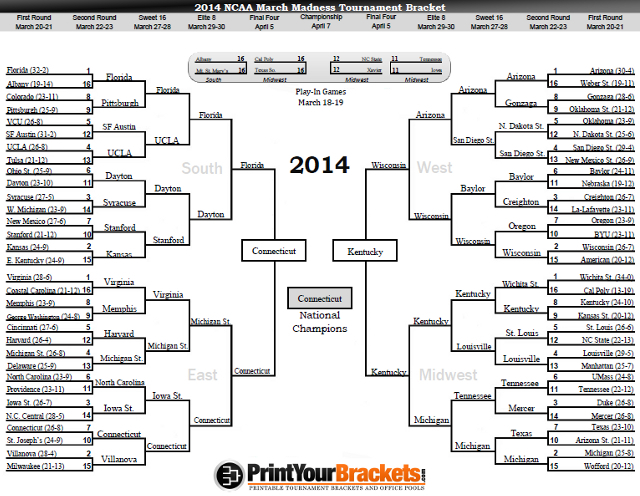 2014 NCAA March Madness Tournament Bracket
First Round Second Round Sweet 16 Elite 8 Final Four Championship Final Four Elite 8 Sweet 16 Second Round First Round
March 20-21 March 22-23 March 27-28 March 29-30 April 5 April 7 April 5 March 29-30 March 27-28 March 22-23 March 20-21
Albany 16 Cal Poly 16 12 NC State 11 Tennessee
Mt. St. Mary's 16 Texas So. 16 12 Xavier 11 Iowa
South Midwest Midwest Midwest
Play-In Games
March 18-19
2014
South
Florida (32-2) 1
Albany (19-14) 16
Colorado (23-11) 8
Pittsburgh (25-9) 9
VCU (26-8) 5
SF Austin (31-2) 12
UCLA (26-8) 4
Tulsa (21-12) 13
Ohio St. (25-9) 6
Dayton (23-10) 11
Syracuse (27-5) 3
W. Michigan (23-9) 14
New Mexico (27-6) 7
Stanford (21-12) 10
Kansas (24-9) 2
E. Kentucky (24-9) 15
Florida
Pittsburgh
SF Austin
UCLA
Dayton
Syracuse
Stanford
Kansas
Florida
UCLA
Dayton
Stanford
Florida
Dayton
Florida
East
Virginia (28-6) 1
Coastal Carolina (21-12) 16
Memphis (23-9) 8
George Washington (24-8) 9
Cincinnati (27-6) 5
Harvard (26-4) 12
Michigan St. (26-8) 4
Delaware (25-9) 13
North Carolina (23-9) 6
Providence (23-11) 11
Iowa St. (26-7) 3
N.C. Central (28-5) 14
Connecticut (26-8) 7
St. Joseph's (24-9) 10
Villanova (28-4) 2
Milwaukee (21-13) 15
Virginia
Memphis
Harvard
Michigan St.
North Carolina
Iowa St.
Connecticut
Villanova
Virginia
Michigan St.
Iowa St.
Connecticut
Michigan St.
Connecticut
Connecticut
Connecticut
Kentucky
Connecticut
National
Champions
West
1 Arizona (30-4)
16 Weber St. (19-11)
8 Gonzaga (28-6)
9 Oklahoma St. (21-12)
5 Oklahoma (23-9)
12 N. Dakota St. (25-6)
4 San Diego St. (29-4)
13 New Mexico St. (26-9)
6 Baylor (24-11)
11 Nebraska (19-12)
3 Creighton (26-7)
14 La-Lafayette (23-11)
7 Oregon (23-9)
10 BYU (23-11)
2 Wisconsin (26-7)
15 American (20-12)
Arizona
Gonzaga
N. Dakota St.
San Diego St.
Baylor
Creighton
Oregon
Wisconsin
Arizona
San Diego St.
Baylor
Wisconsin
Arizona
Wisconsin
Wisconsin
Midwest
1 Wichita St. (34-0)
16 Cal Poly (13-19)
8 Kentucky (24-10)
9 Kansas St. (20-12)
5 St. Louis (26-6)
12 NC State (22-13)
4 Louisville (29-5)
13 Manhattan (25-7)
6 UMass (24-8)
11 Tennessee (22-12)
3 Duke (26-8)
14 Mercer (26-8)
7 Texas (23-10)
10 Arizona St. (21-11)
2 Michigan (25-8)
15 Wofford (20-12)
Wichita St.
Kentucky
St. Louis
Louisville
Tennessee
Mercer
Texas
Michigan
Kentucky
Louisville
Tennessee
Michigan
Kentucky
Michigan
Kentucky
PrintYourBrackets.com
PRINTABLE TOURNAMENT BRACKETS AND OFFICE POOLS